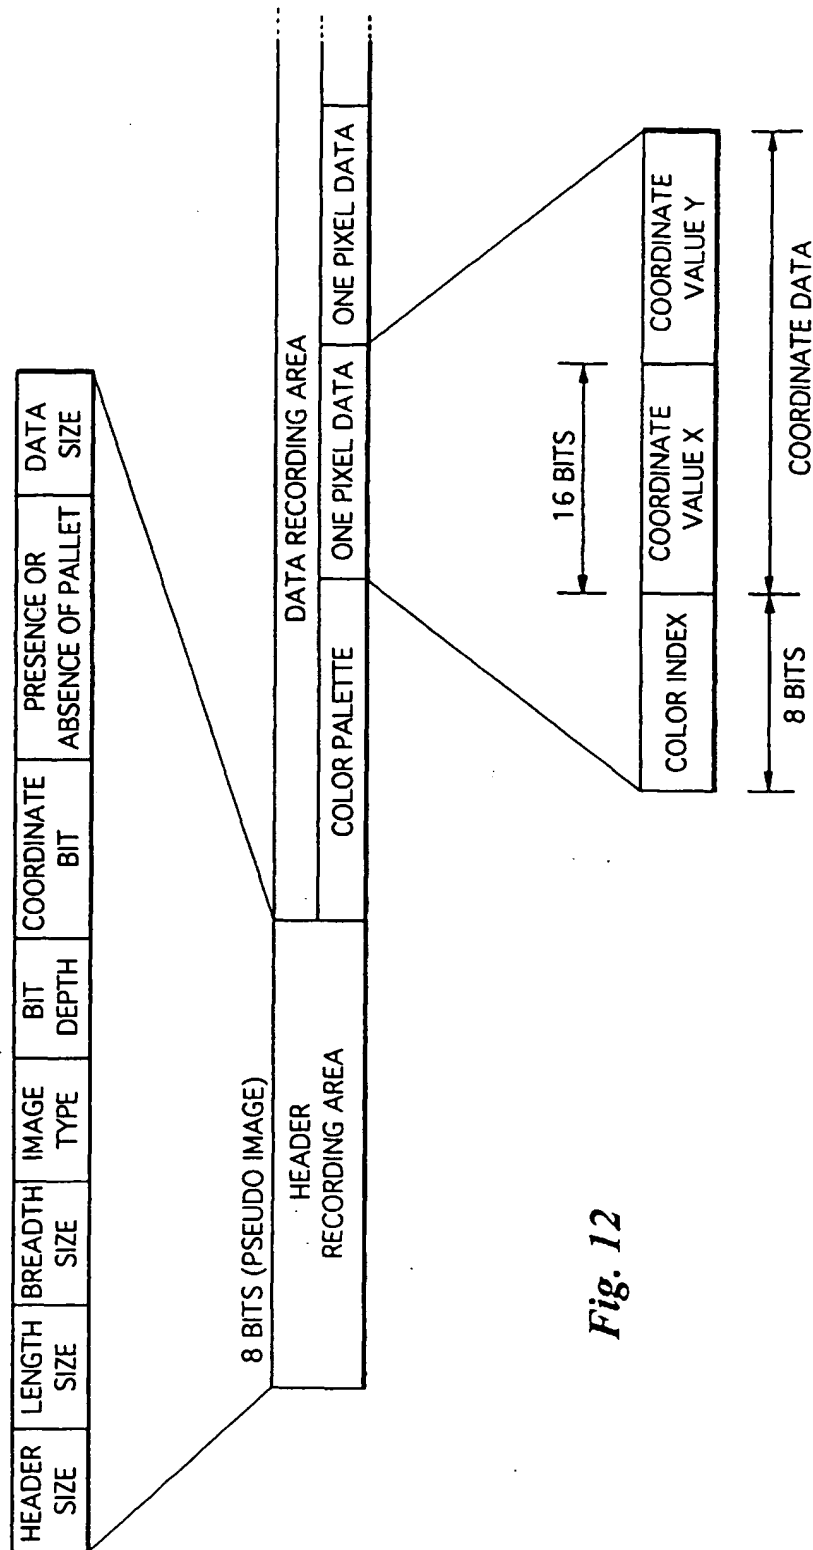 HEADER SIZE
LENGTH SIZE
BREADTH SIZE
IMAGE TYPE
BIT DEPTH
COORDINATE BIT
PRESENCE OR ABSENCE OF PALLET
DATA SIZE
8 BITS (PSEUDO IMAGE)
HEADER RECORDING AREA
DATA RECORDING AREA
COLOR PALETTE
ONE PIXEL DATA
ONE PIXEL DATA
16 BITS
COLOR INDEX
COORDINATE VALUE X
COORDINATE VALUE Y
8 BITS
COORDINATE DATA
Fig. 12